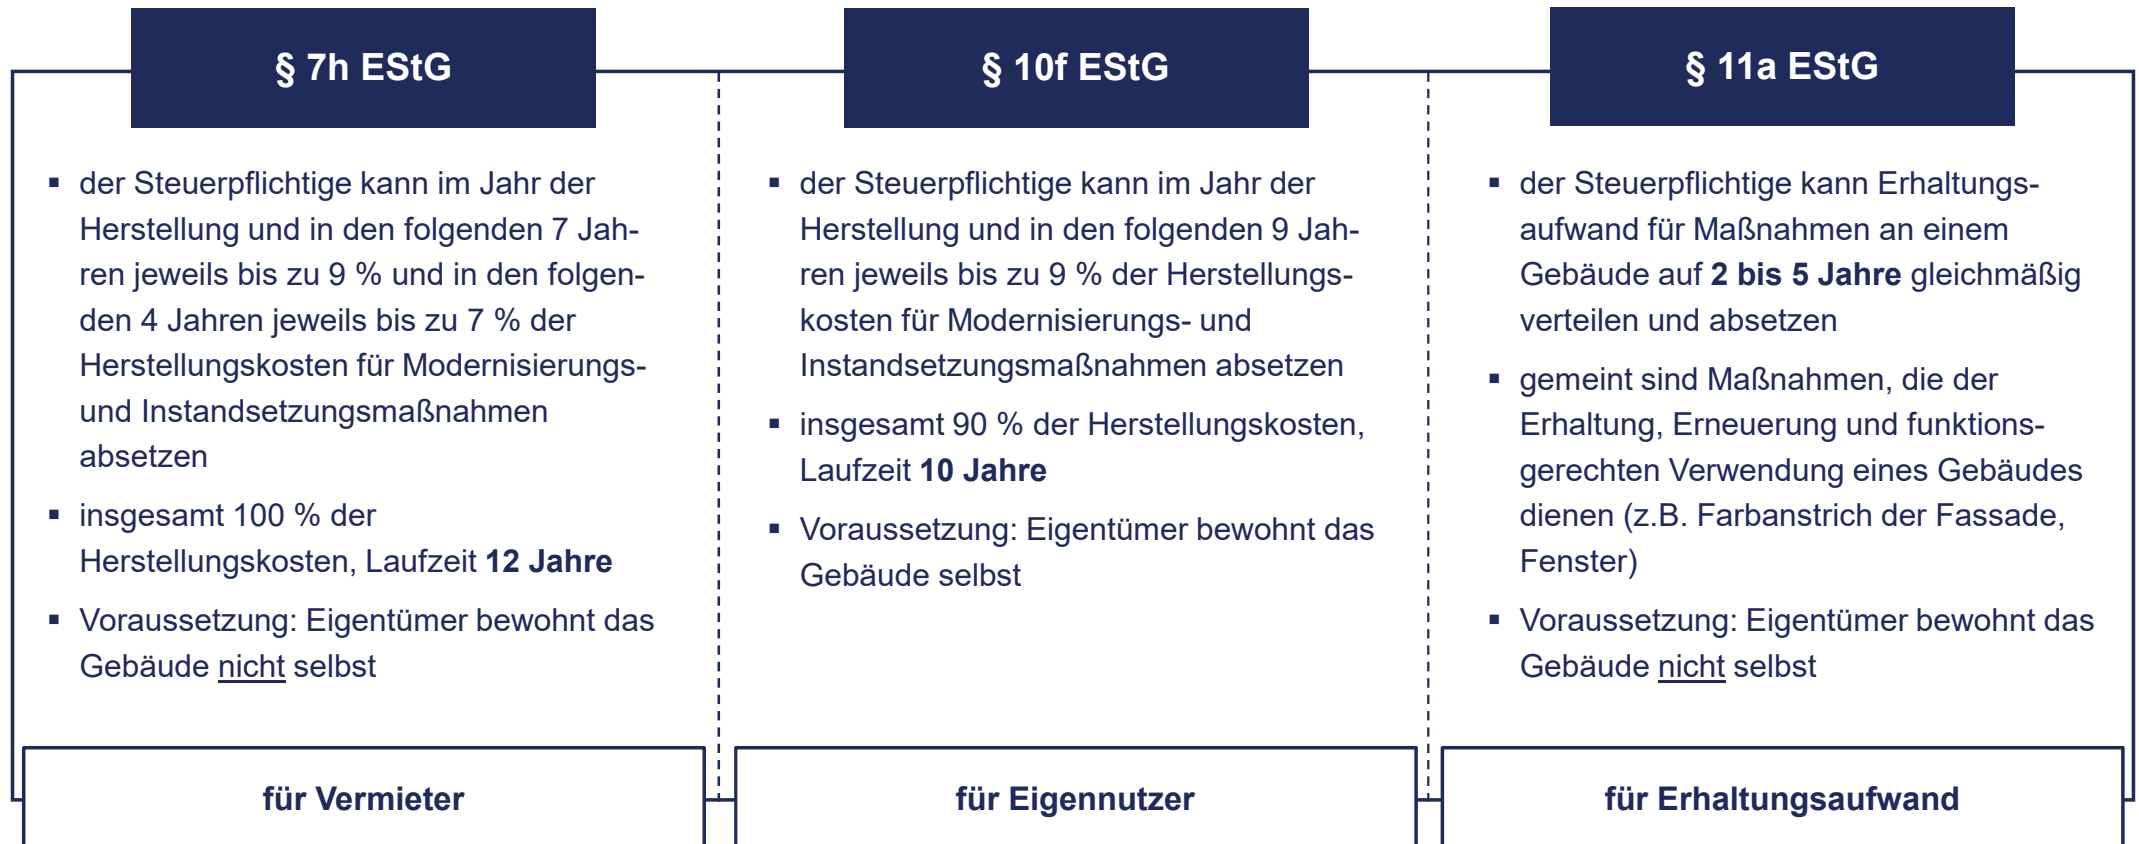 § 7h EStG
▪ der Steuerpflichtige kann im Jahr der
Herstellung und in den folgenden 7 Jah-
ren jeweils bis zu 9 % und in den folgen-
den 4 Jahren jeweils bis zu 7 % der
Herstellungskosten für Modernisierungs-
und Instandsetzungsmaßnahmen
absetzen
▪ insgesamt 100 % der
Herstellungskosten, Laufzeit 12 Jahre
▪ Voraussetzung: Eigentümer bewohnt das
Gebäude nicht selbst
für Vermieter
§ 10f EStG
▪ der Steuerpflichtige kann im Jahr der
Herstellung und in den folgenden 9 Jah-
ren jeweils bis zu 9 % der Herstellungs-
kosten für Modernisierungs- und
Instandsetzungsmaßnahmen absetzen
▪ insgesamt 90 % der Herstellungskosten,
Laufzeit 10 Jahre
▪ Voraussetzung: Eigentümer bewohnt das
Gebäude selbst
für Eigennutzer
§ 11a EStG
▪ der Steuerpflichtige kann Erhaltungs-
aufwand für Maßnahmen an einem
Gebäude auf 2 bis 5 Jahre gleichmäßig
verteilen und absetzen
▪ gemeint sind Maßnahmen, die der
Erhaltung, Erneuerung und funktions-
gerechten Verwendung eines Gebäudes
dienen (z.B. Farbanstrich der Fassade,
Fenster)
▪ Voraussetzung: Eigentümer bewohnt das
Gebäude nicht selbst
für Erhaltungsaufwand